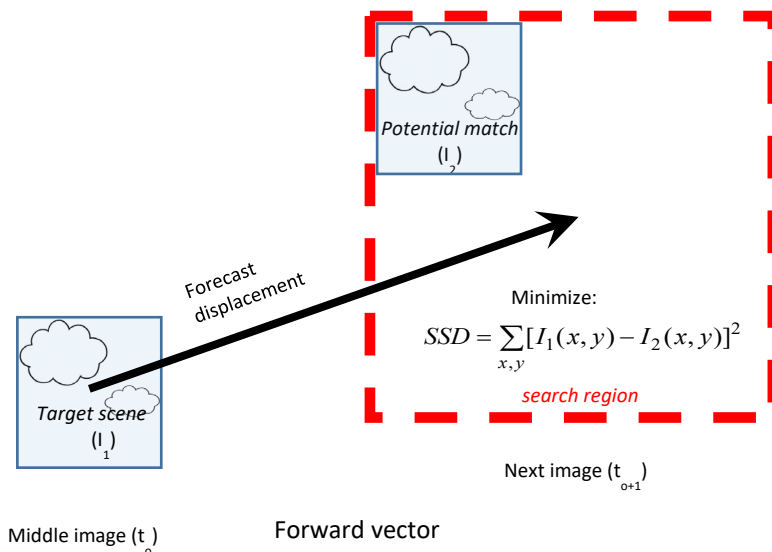 Potential match
(I₂)
Forecast
displacement
Minimize:
SSD = ∑[I₁(x, y) − I₂(x, y)]²
x, y
search region
Target scene
(I₁)
Next image (tₒ₊₁)
Middle image (tₒ)
Forward vector